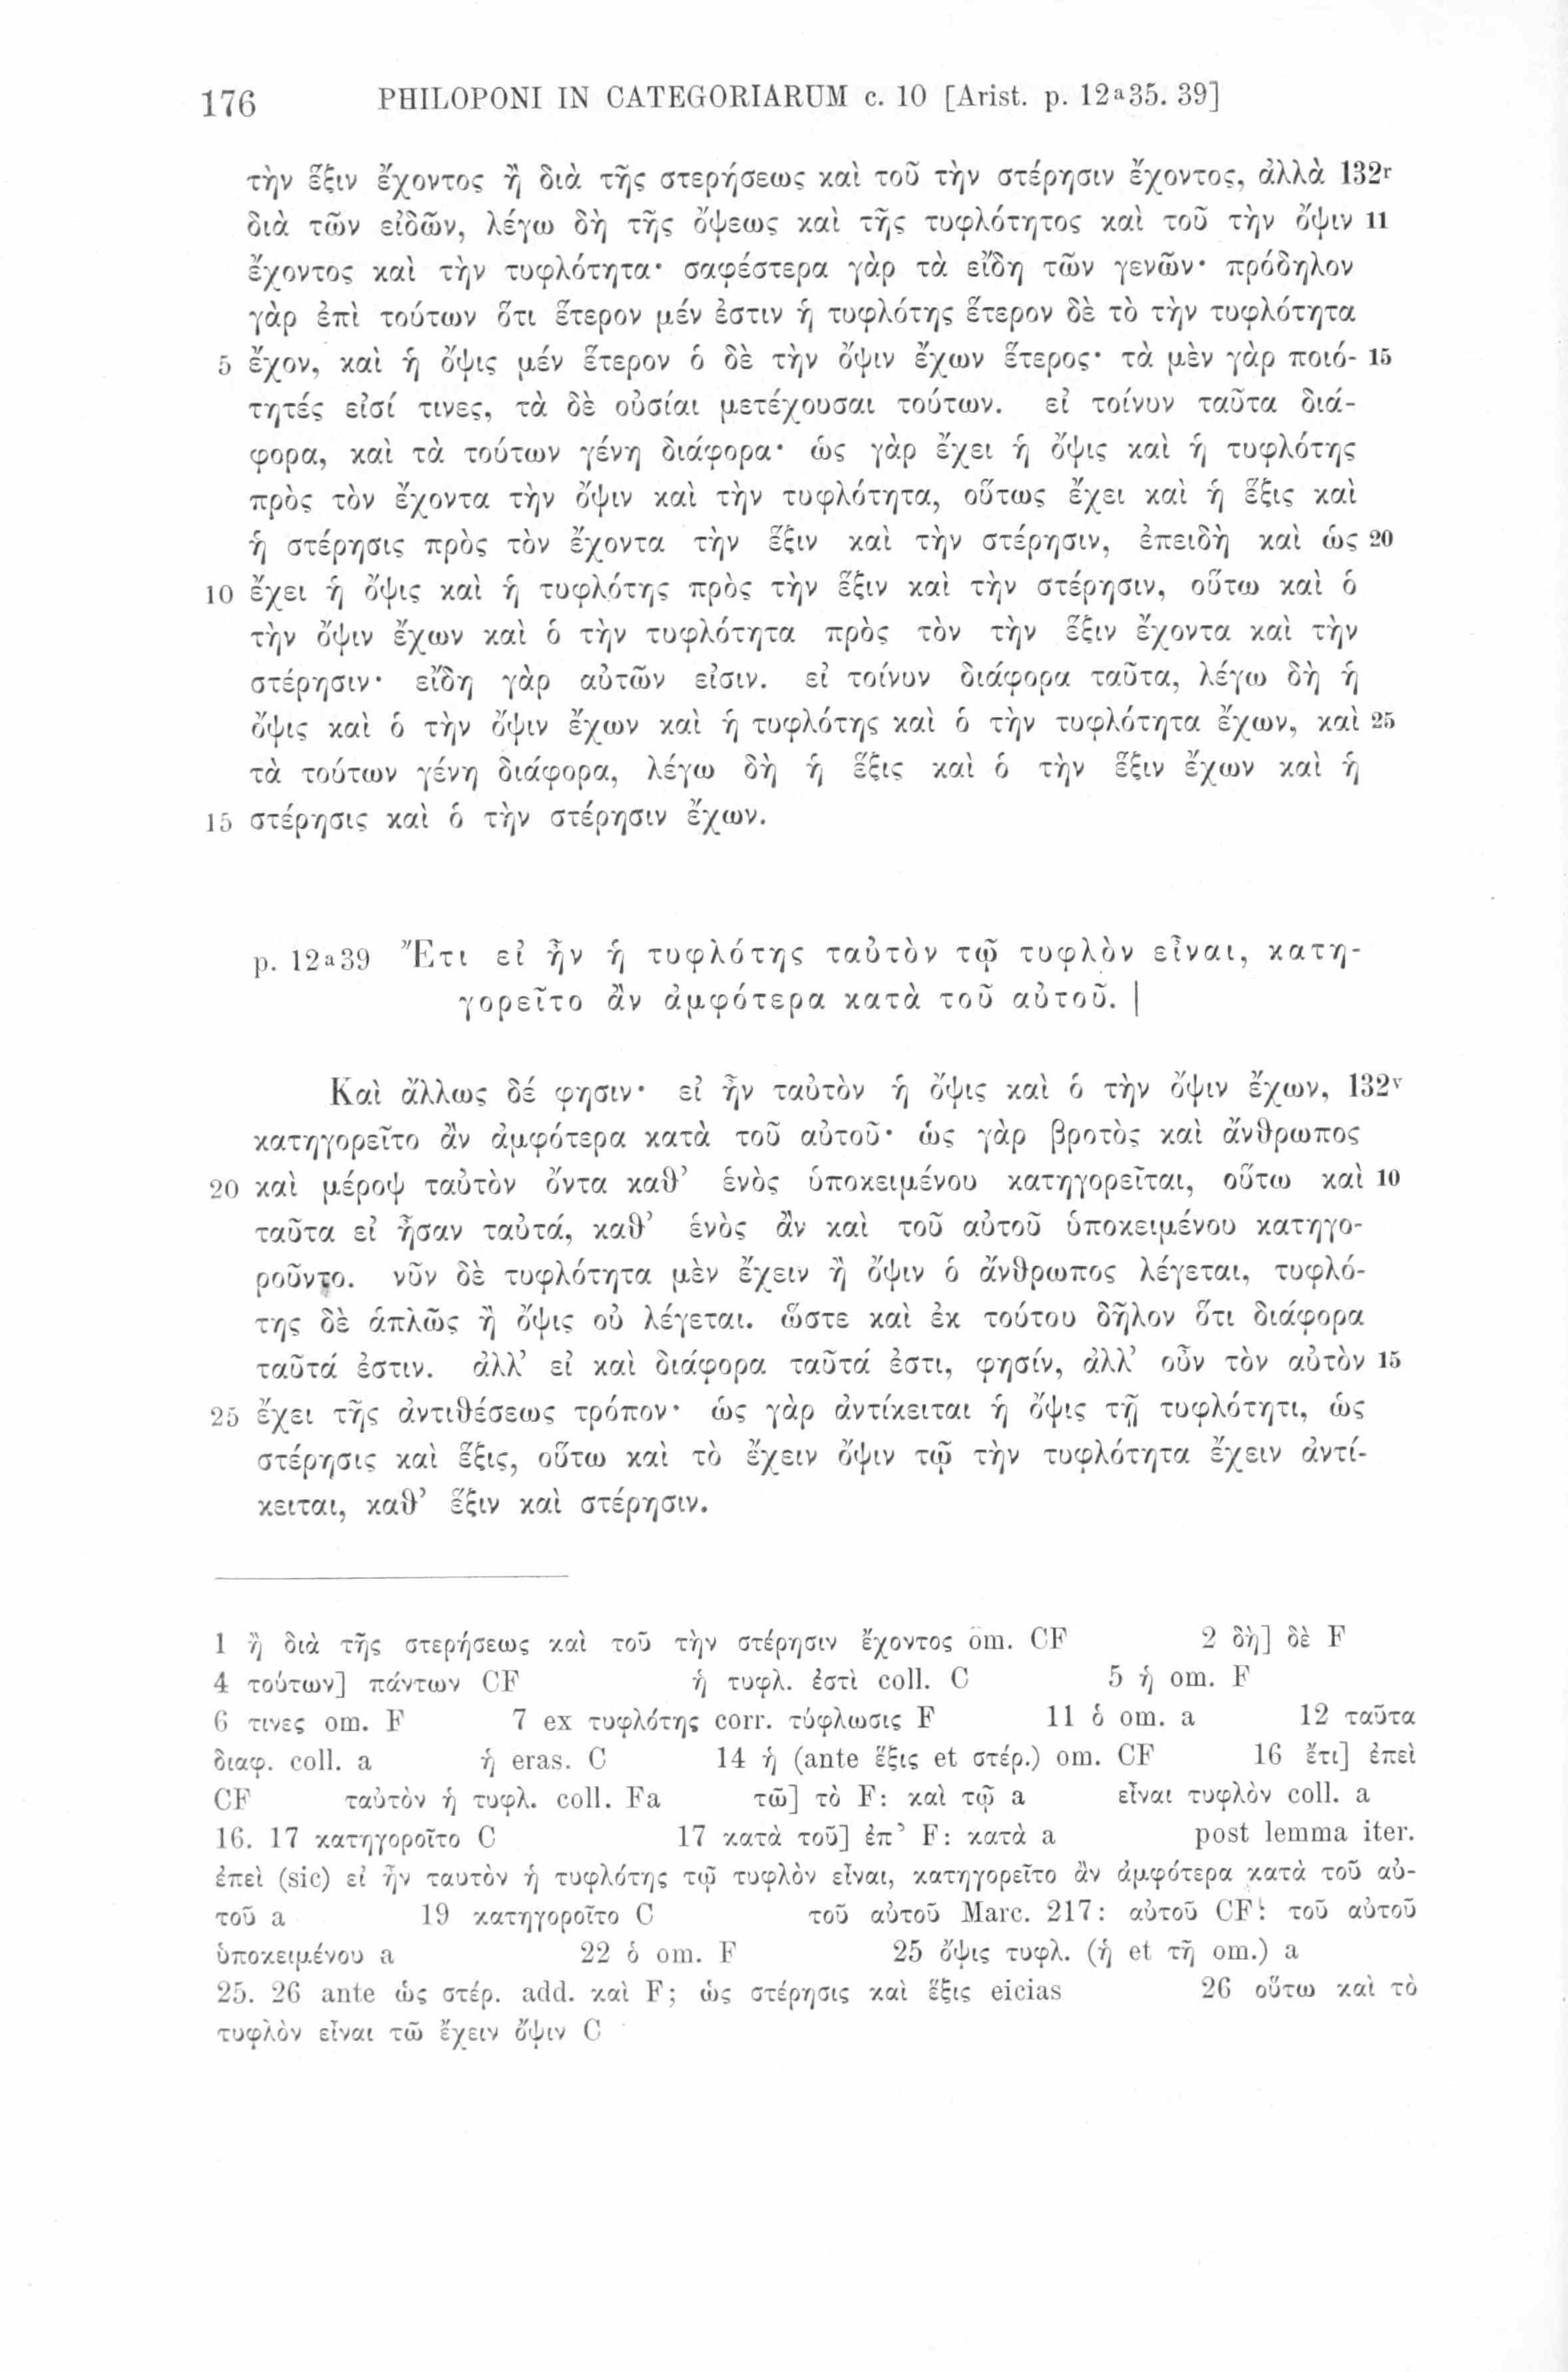 176 PHILOPONI IN CATEGORIARUM c. 10 [Arist. p. 12ᵃ35. 39]
τὴν ἕξιν ἔχοντος ἢ διὰ τῆς στερήσεως καὶ τοῦ τὴν στέρησιν ἔχοντος, ἀλλὰ 132r
διὰ τῶν εἰδῶν, λέγω δὴ τῆς ὄψεως καὶ τῆς τυφλότητος καὶ τοῦ τὴν ὄψιν 11
ἔχοντος καὶ τὴν τυφλότητα· σαφέστερα γὰρ τὰ εἴδη τῶν γενῶν· πρόδηλον
γὰρ ἐπὶ τούτων ὅτι ἕτερον μέν ἐστιν ἡ τυφλότης ἕτερον δὲ τὸ τὴν τυφλότητα
5 ἔχον, καὶ ἡ ὄψις μέν ἕτερον ὁ δὲ τὴν ὄψιν ἔχων ἕτερος· τὰ μὲν γὰρ ποιό- 15
τητές εἰσί τινες, τὰ δὲ οὐσίαι μετέχουσαι τούτων. εἰ τοίνυν ταῦτα διά-
φορα, καὶ τὰ τούτων γένη διάφορα· ὡς γὰρ ἔχει ἡ ὄψις καὶ ἡ τυφλότης
πρὸς τὸν ἔχοντα τὴν ὄψιν καὶ τὴν τυφλότητα, οὕτως ἔχει καὶ ἡ ἕξις καὶ
ἡ στέρησις πρὸς τὸν ἔχοντα τὴν ἕξιν καὶ τὴν στέρησιν, ἐπειδὴ καὶ ὡς 20
10 ἔχει ἡ ὄψις καὶ ἡ τυφλότης πρὸς τὴν ἕξιν καὶ τὴν στέρησιν, οὕτω καὶ ὁ
τὴν ὄψιν ἔχων καὶ ὁ τὴν τυφλότητα πρὸς τὸν τὴν ἕξιν ἔχοντα καὶ τὴν
στέρησιν· εἴδη γὰρ αὐτῶν εἰσιν. εἰ τοίνυν διάφορα ταῦτα, λέγω δὴ ἡ
ὄψις καὶ ὁ τὴν ὄψιν ἔχων καὶ ἡ τυφλότης καὶ ὁ τὴν τυφλότητα ἔχων, καὶ 25
τὰ τούτων γένη διάφορα, λέγω δὴ ἡ ἕξις καὶ ὁ τὴν ἕξιν ἔχων καὶ ἡ
15 στέρησις καὶ ὁ τὴν στέρησιν ἔχων.
p. 12ᵃ39 Ἔτι εἰ ἦν ἡ τυφλότης ταὐτὸν τῷ τυφλὸν εἶναι, κατη-
γορεῖτο ἂν ἀμφότερα κατὰ τοῦ αὐτοῦ. |
Καὶ ἄλλως δέ φησιν· εἰ ἦν ταὐτὸν ἡ ὄψις καὶ ὁ τὴν ὄψιν ἔχων, 132v
κατηγορεῖτο ἂν ἀμφότερα κατὰ τοῦ αὐτοῦ· ὡς γὰρ βροτὸς καὶ ἄνθρωπος
20 καὶ μέροψ ταὐτὸν ὄντα καθ’ ἑνὸς ὑποκειμένου κατηγορεῖται, οὕτω καὶ 10
ταῦτα εἰ ἦσαν ταὐτά, καθ’ ἑνὸς ἂν καὶ τοῦ αὐτοῦ ὑποκειμένου κατηγο-
ροῦντο. νῦν δὲ τυφλότητα μὲν ἔχειν ἢ ὄψιν ὁ ἄνθρωπος λέγεται, τυφλό-
της δὲ ἁπλῶς ἢ ὄψις οὐ λέγεται. ὥστε καὶ ἐκ τούτου δῆλον ὅτι διάφορα
ταῦτά ἐστιν. ἀλλ’ εἰ καὶ διάφορα ταῦτά ἐστι, φησίν, ἀλλ’ οὖν τὸν αὐτὸν 15
25 ἔχει τῆς ἀντιθέσεως τρόπον· ὡς γὰρ ἀντίκειται ἡ ὄψις τῇ τυφλότητι, ὡς
στέρησις καὶ ἕξις, οὕτω καὶ τὸ ἔχειν ὄψιν τῷ τὴν τυφλότητα ἔχειν ἀντί-
κειται, καθ’ ἕξιν καὶ στέρησιν.
1 ἢ διὰ τῆς στερήσεως καὶ τοῦ τὴν στέρησιν ἔχοντος om. CF 2 δὴ] δὲ F
4 τούτων] πάντων CF ἡ τυφλ. ἐστὶ coll. C 5 ἡ om. F
6 τινες om. F 7 ex τυφλότης corr. τύφλωσις F 11 ὁ om. a 12 ταῦτα
διαφ. coll. a ἡ eras. C 14 ἡ (ante ἕξις et στέρ.) om. CF 16 ἔτι] ἐπεὶ
CF ταὐτὸν ἡ τυφλ. coll. Fa τῶ] τὸ F: καὶ τῷ a εἶναι τυφλὸν coll. a
16. 17 κατηγοροῖτο C 17 κατὰ τοῦ] ἐπ’ F: κατὰ a post lemma iter.
ἐπεὶ (sic) εἰ ἦν ταυτὸν ἡ τυφλότης τῷ τυφλὸν εἶναι, κατηγορεῖτο ἂν ἀμφότερα κατὰ τοῦ αὐ-
τοῦ a 19 κατηγοροῖτο C τοῦ αὐτοῦ Marc. 217: αὐτοῦ CF: τοῦ αὐτοῦ
ὑποκειμένου a 22 ὁ om. F 25 ὄψις τυφλ. (ἡ et τῇ om.) a
25. 26 ante ὡς στέρ. add. καὶ F; ὡς στέρησις καὶ ἕξις eicias 26 οὕτω καὶ τὸ
τυφλὸν εἶναι τῶ ἔχειν ὄψιν C